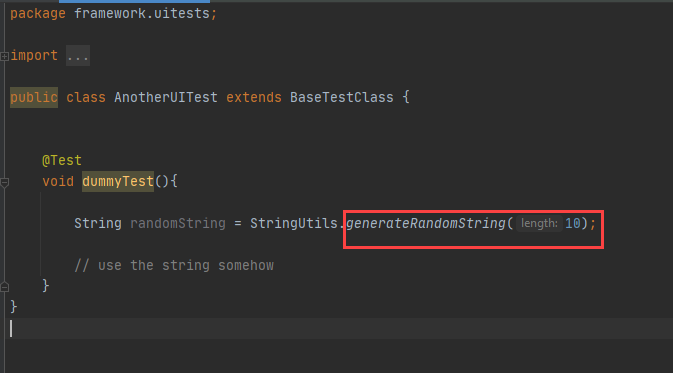 package framework.uitests;
import ...
public class AnotherUITest extends BaseTestClass {
@Test
void dummyTest(){
String randomString = StringUtils.generateRandomString( length: 10);
// use the string somehow
}
}